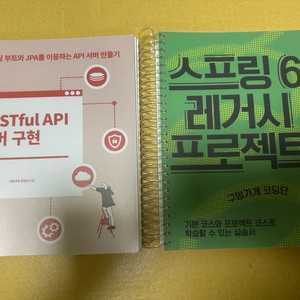 부트와 JPA를 이용하는 API 서버 만들기
STful API
구현
스프링 6
레거시
프로젝트
구멍가게 코딩단
기본 코스와 프로젝트 코스로
학습할 수 있는 실습서